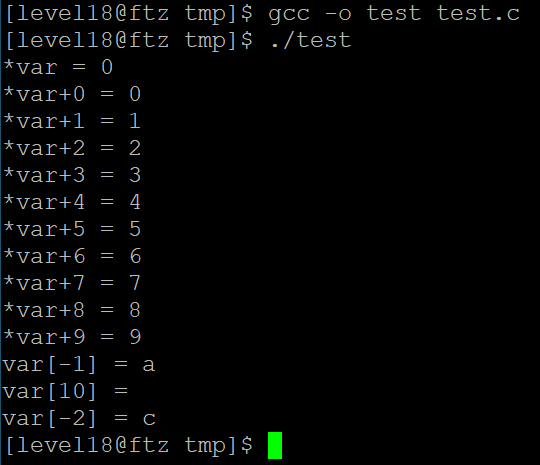 [level18@ftz tmp]$ gcc -o test test.c
[level18@ftz tmp]$ ./test
*var = 0
*var+0 = 0
*var+1 = 1
*var+2 = 2
*var+3 = 3
*var+4 = 4
*var+5 = 5
*var+6 = 6
*var+7 = 7
*var+8 = 8
*var+9 = 9
var[-1] = a
var[10] =
var[-2] = c
[level18@ftz tmp]$